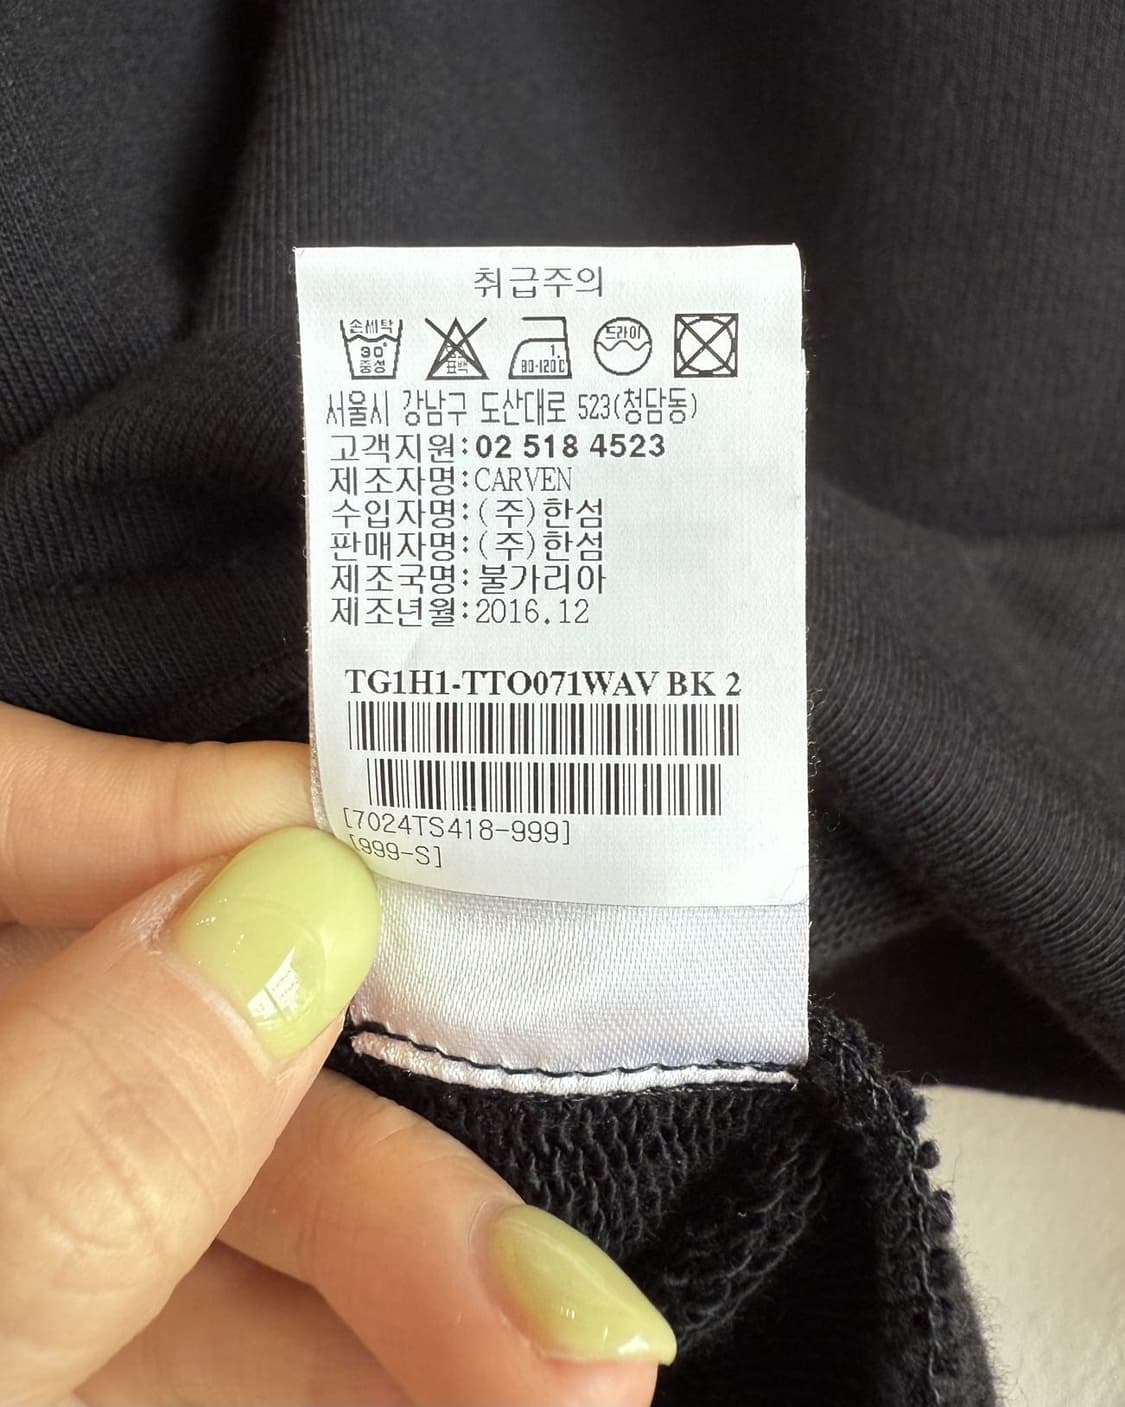 취급주의
손세탁 30° 중성 표백 1. 80-120℃ 드라이
서울시 강남구 도산대로 523(청담동)
고객지원:02 518 4523
제조자명:CARVEN
수입자명:(주)한섬
판매자명:(주)한섬
제조국명:불가리아
제조년월:2016.12
TG1H1-TTO071WAV BK 2
[7024TS418-999]
[999-S]